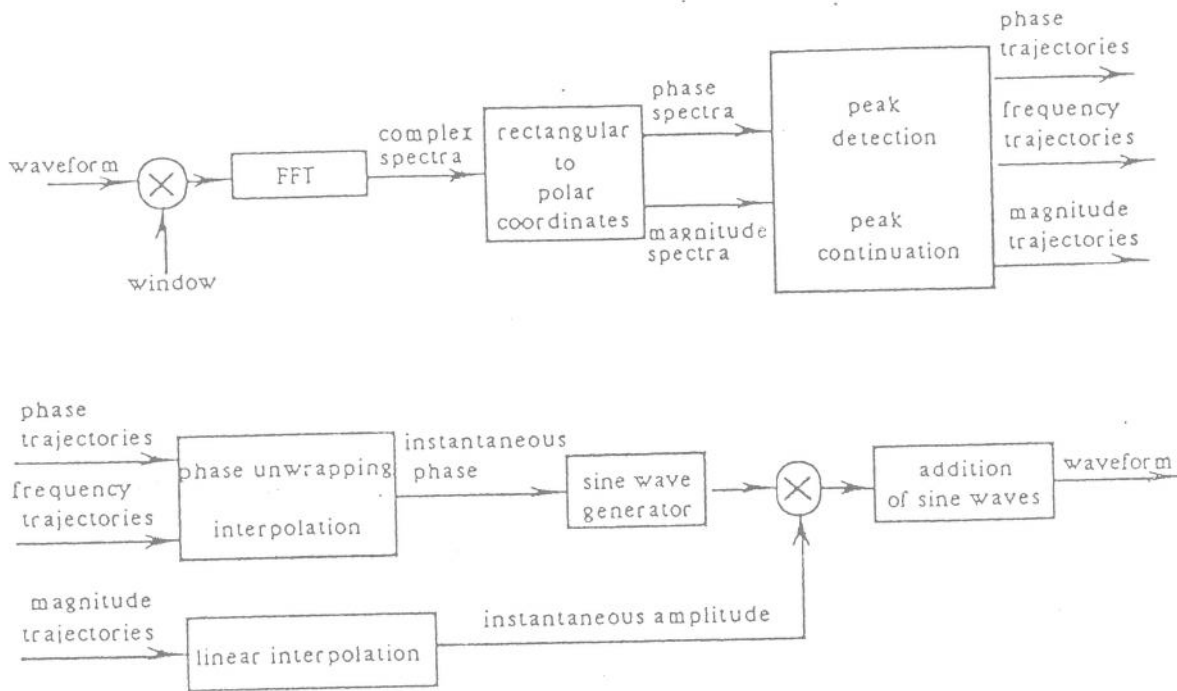 waveform
window
FFT
complex
spectra
rectangular
to
polar
coordinates
phase
spectra
magnitude
spectra
peak
detection
peak
continuation
phase
trajectories
frequency
trajectories
magnitude
trajectories
phase
trajectories
frequency
trajectories
phase unwrapping
interpolation
instantaneous
phase
sine wave
generator
addition
of sine waves
waveform
magnitude
trajectories
linear interpolation
instantaneous amplitude